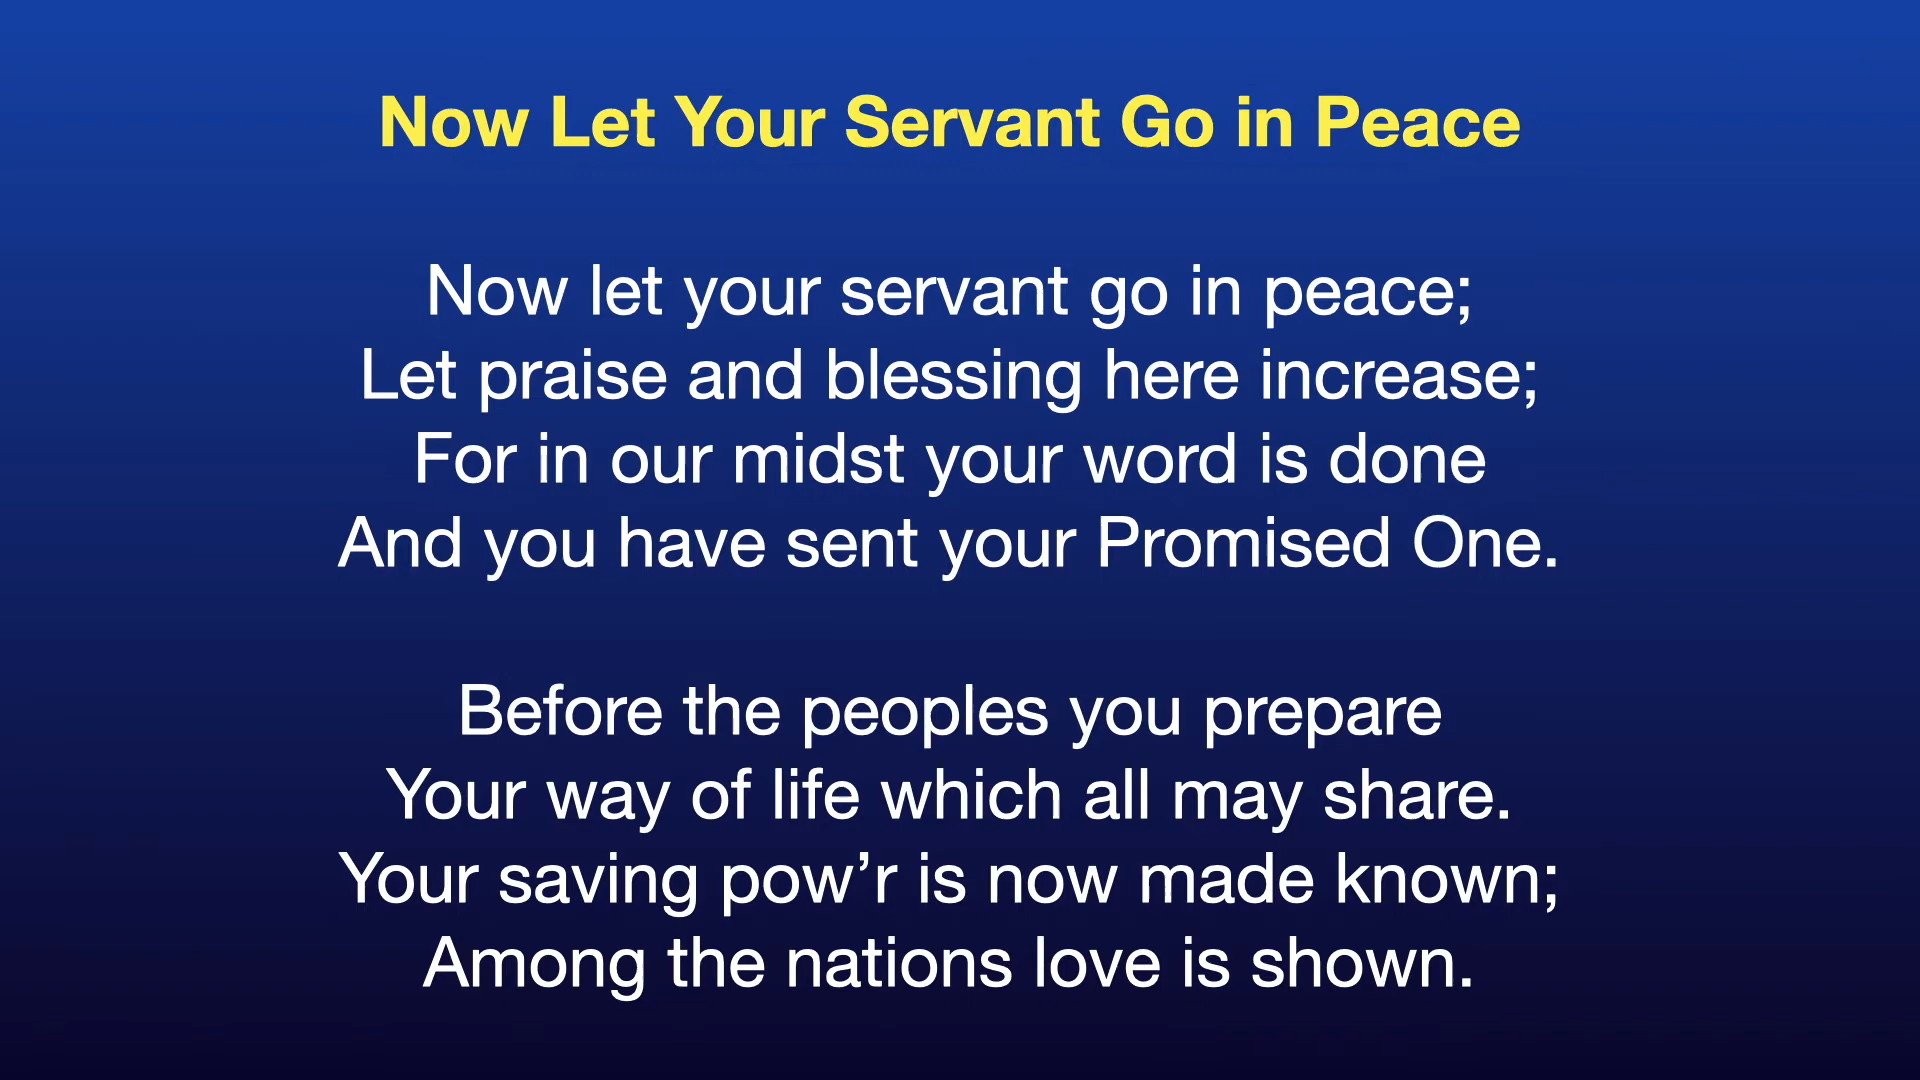 Now Let Your Servant Go in Peace
Now let your servant go in peace;
Let praise and blessing here increase;
For in our midst your word is done
And you have sent your Promised One.
Before the peoples you prepare
Your way of life which all may share.
Your saving pow’r is now made known;
Among the nations love is shown.